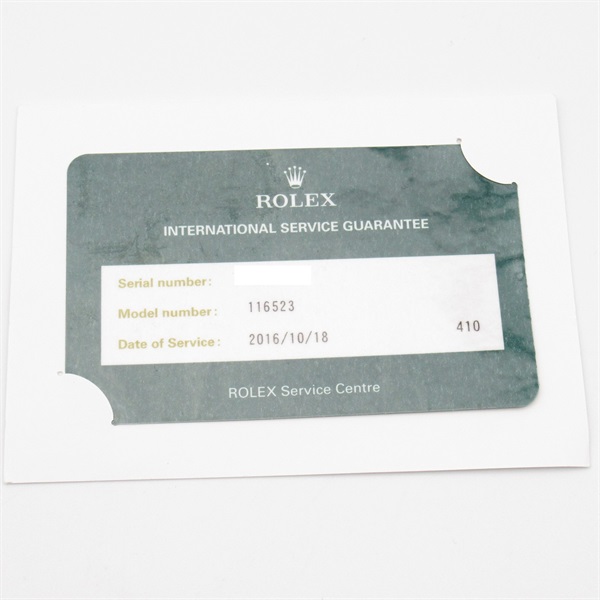 ROLEX
INTERNATIONAL SERVICE GUARANTEE
Serial number:
Model number: 116523
Date of Service: 2016/10/18 410
ROLEX Service Centre